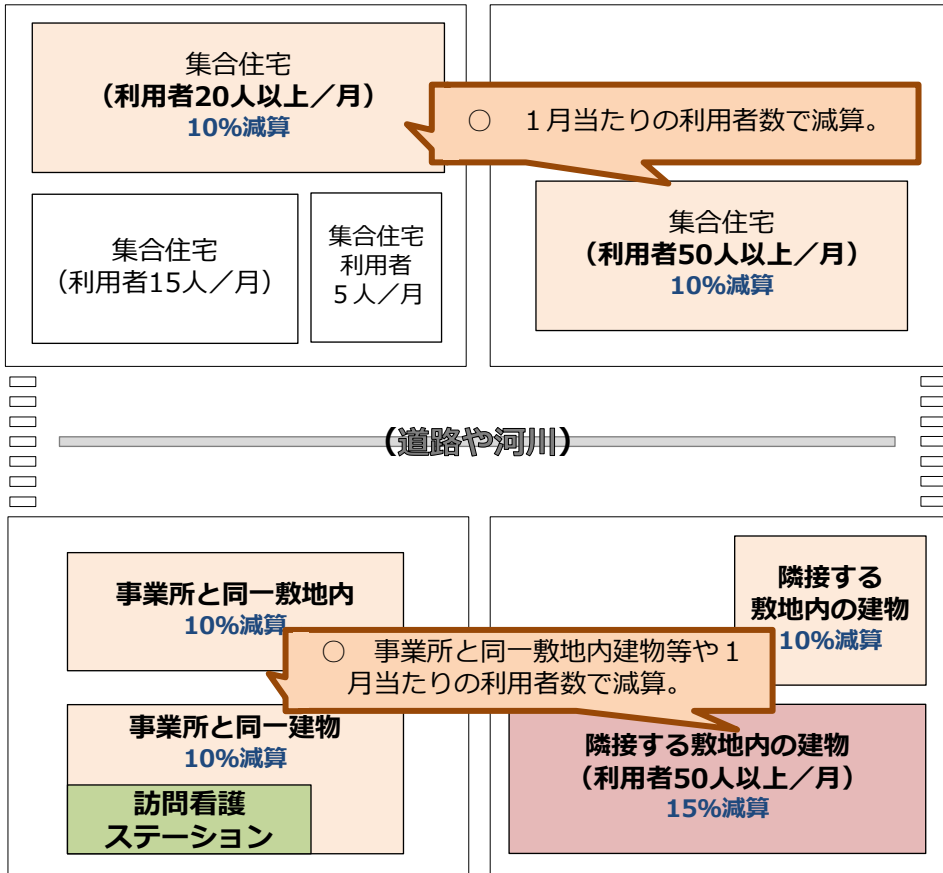 集合住宅
（利用者20人以上／月）
10%減算
○　１月当たりの利用者数で減算。
集合住宅
（利用者15人／月）
集合住宅
利用者
５人／月
集合住宅
（利用者50人以上／月）
10%減算
（道路や河川）
事業所と同一敷地内
10%減算
隣接する
敷地内の建物
10%減算
○　事業所と同一敷地内建物等や１
月当たりの利用者数で減算。
事業所と同一建物
10%減算
訪問看護
ステーション
隣接する敷地内の建物
（利用者50人以上／月）
15%減算